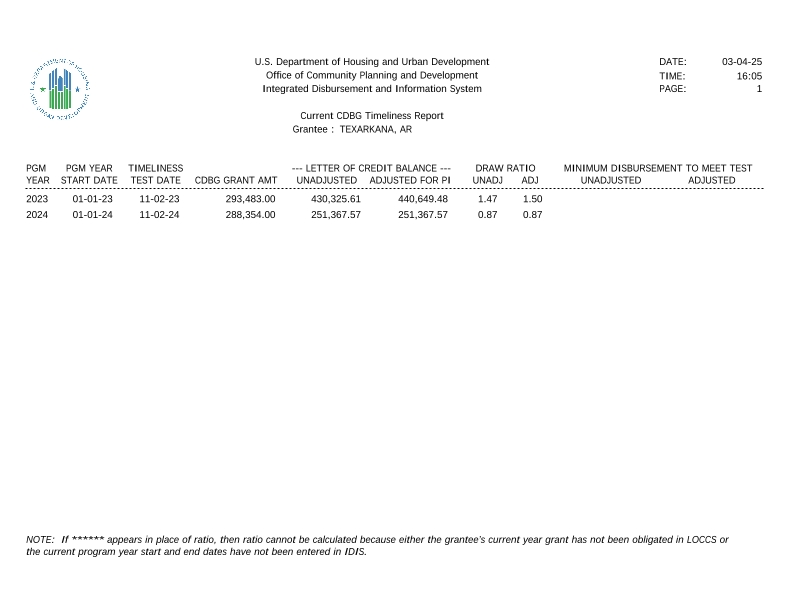 U.S. Department of Housing and Urban Development DATE: 03-04-25
Office of Community Planning and Development TIME: 16:05
Integrated Disbursement and Information System PAGE: 1
Current CDBG Timeliness Report
Grantee : TEXARKANA, AR
PGM PGM YEAR TIMELINESS --- LETTER OF CREDIT BALANCE --- DRAW RATIO MINIMUM DISBURSEMENT TO MEET TEST
YEAR START DATE TEST DATE CDBG GRANT AMT UNADJUSTED ADJUSTED FOR PI UNADJ ADJ UNADJUSTED ADJUSTED
2023 01-01-23 11-02-23 293,483.00 430,325.61 440,649.48 1.47 1.50
2024 01-01-24 11-02-24 288,354.00 251,367.57 251,367.57 0.87 0.87
NOTE: If ****** appears in place of ratio, then ratio cannot be calculated because either the grantee's current year grant has not been obligated in LOCCS or
the current program year start and end dates have not been entered in IDIS.